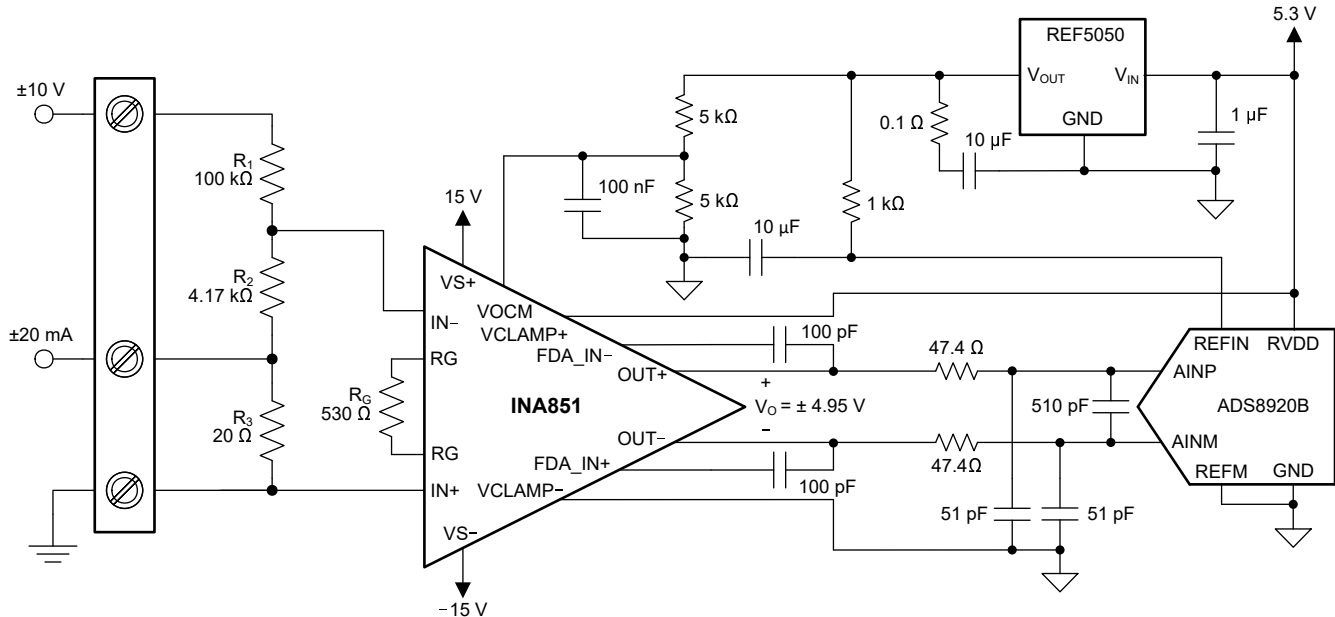 5.3 V
REF5050
±10 V
VOUT
VIN
5 kΩ
0.1 Ω
GND
1 µF
10 µF
R1
100 kΩ
100 nF
5 kΩ
1 kΩ
15 V
10 µF
R2
4.17 kΩ
VS+
VOCM
IN−
VCLAMP+
100 pF
±20 mA
FDA_IN−
47.4 Ω
REFIN
RVDD
RG
OUT+
AINP
RG
530 Ω
INA851
+
VO = ± 4.95 V
−
510 pF
ADS8920B
R3
20 Ω
OUT−
AINM
RG
FDA_IN+
47.4Ω
REFM
GND
IN+
VCLAMP−
100 pF
51 pF
51 pF
VS−
−15 V